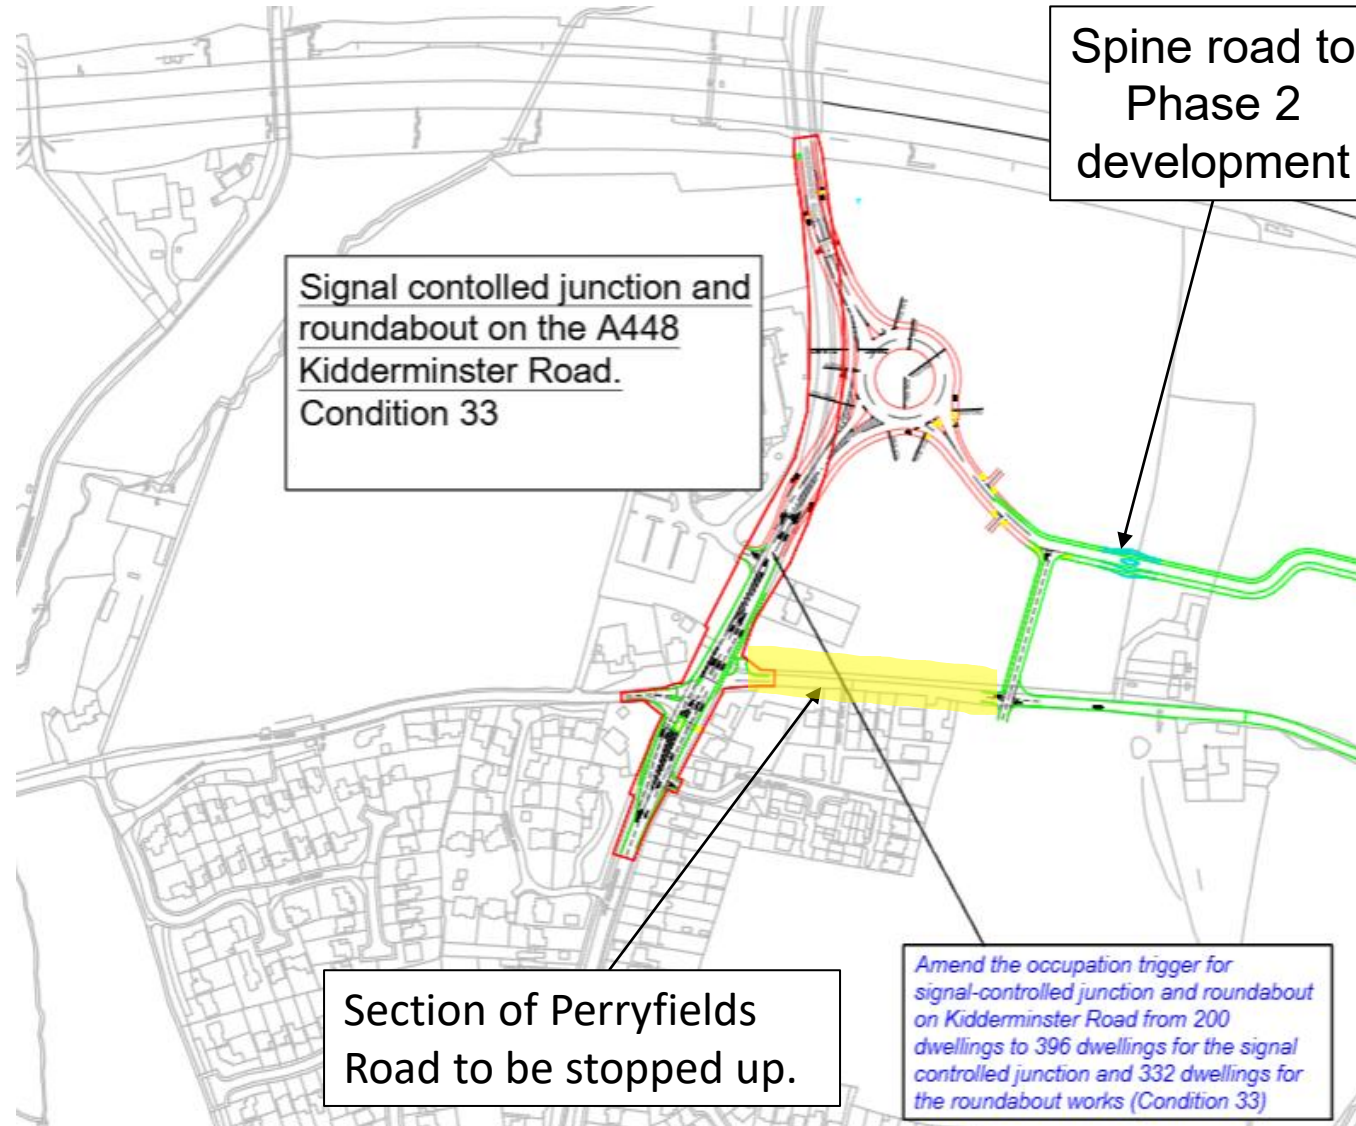 Spine road to
Phase 2
development
Signal contolled junction and
roundabout on the A448
Kidderminster Road.
Condition 33
Section of Perryfields
Road to be stopped up.
Amend the occupation trigger for
signal-controlled junction and roundabout
on Kidderminster Road from 200
dwellings to 396 dwellings for the signal
controlled junction and 332 dwellings for
the roundabout works (Condition 33)